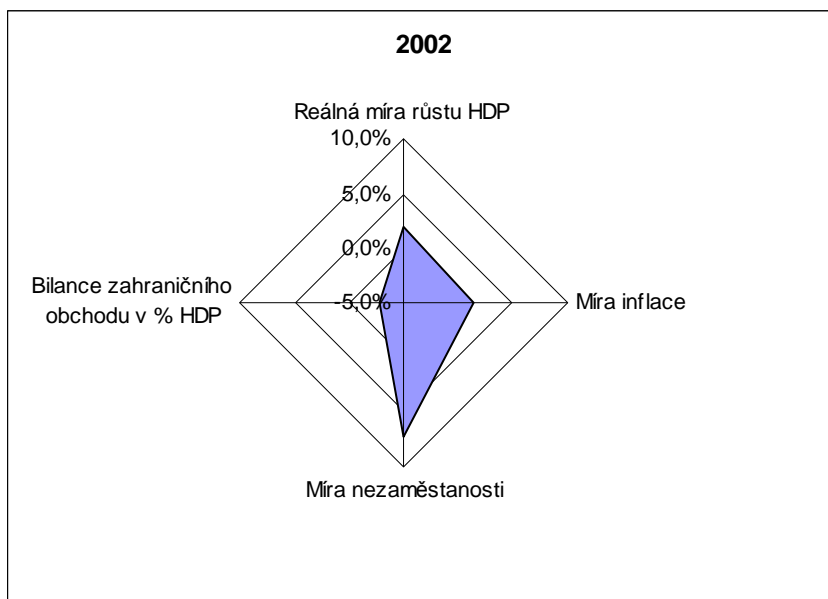 2002
Reálná míra růstu HDP
10,0%
5,0%
0,0%
-5,0%
Bilance zahraničního
obchodu v % HDP
Míra inflace
Míra nezaměstanosti